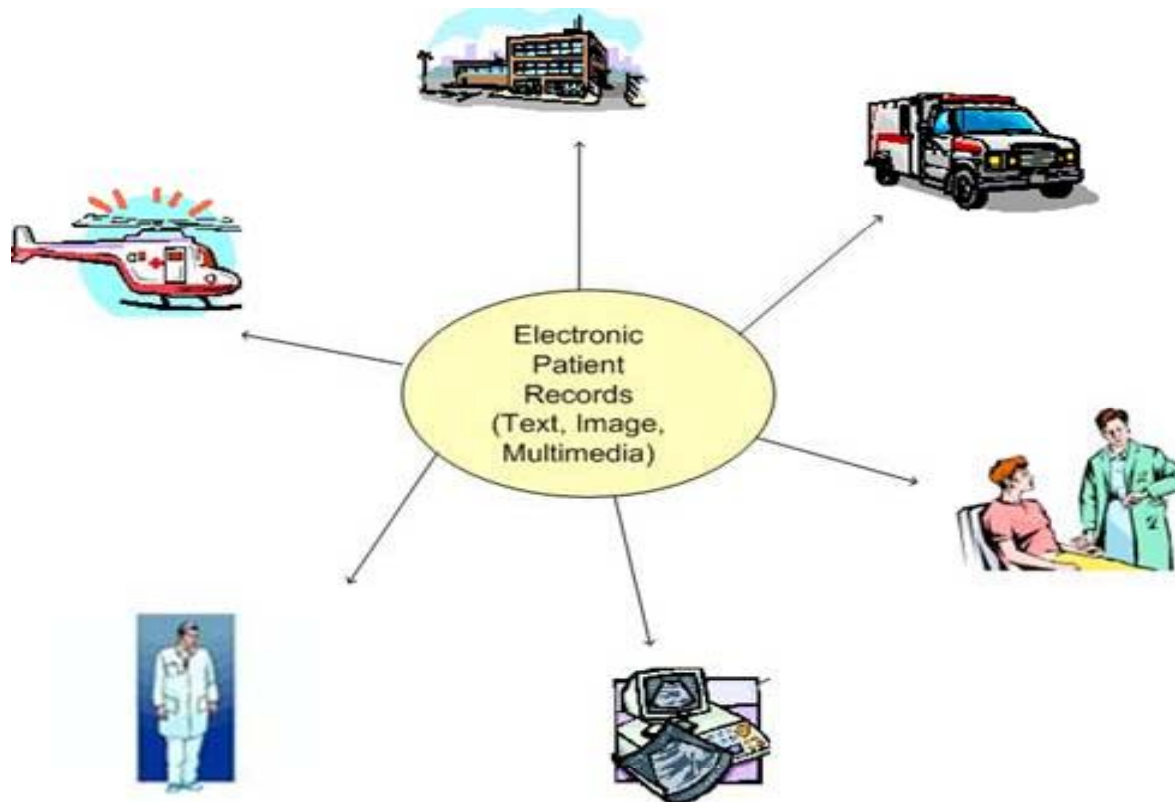 Electronic
Patient
Records
(Text, Image,
Multimedia)